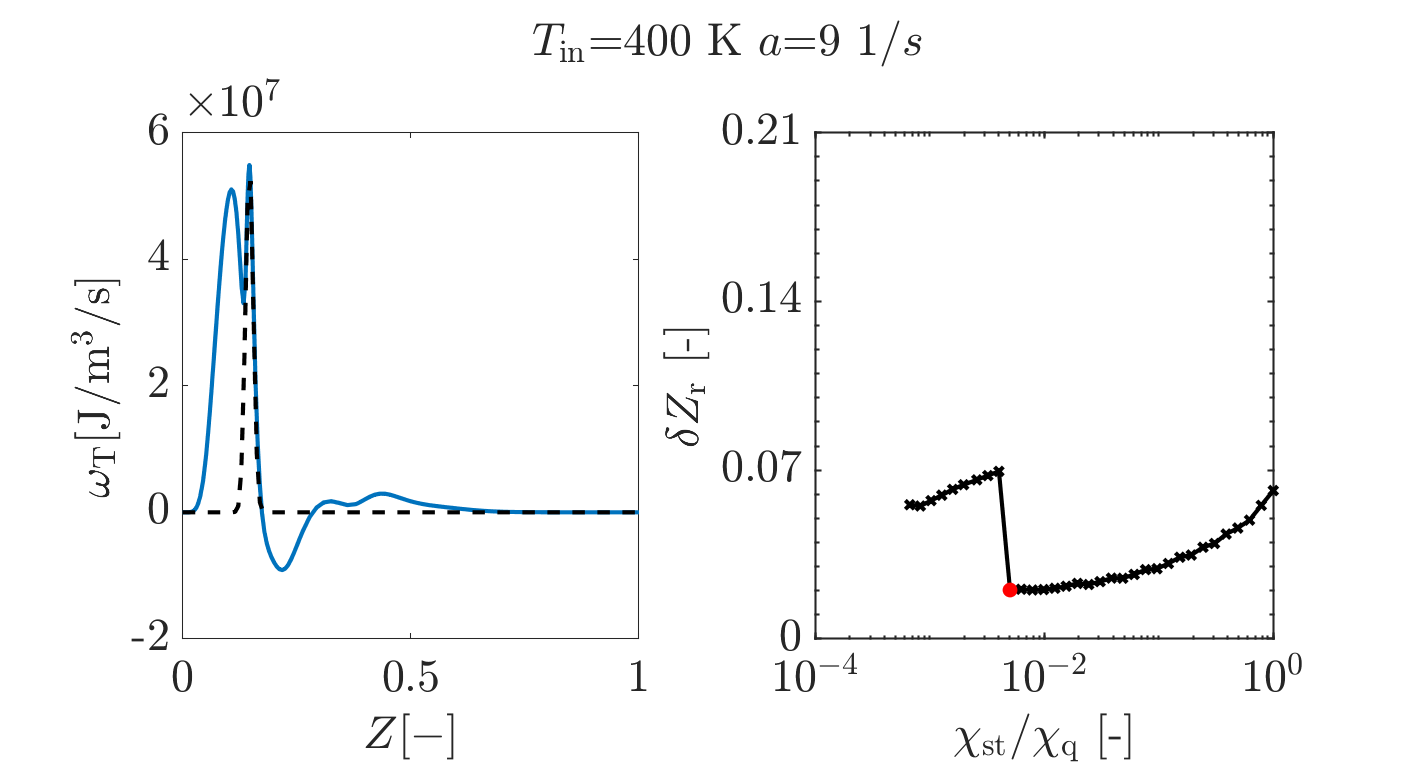 T_in=400 K a=9 1/s
×10^7
6
4
2
0
-2
0 0.5 1
Z[−]
ω_T[J/m^3/s]
0.21
0.14
0.07
0
10^−4 10^−2 10^0
χ_st/χ_q [-]
δZ_r [-]